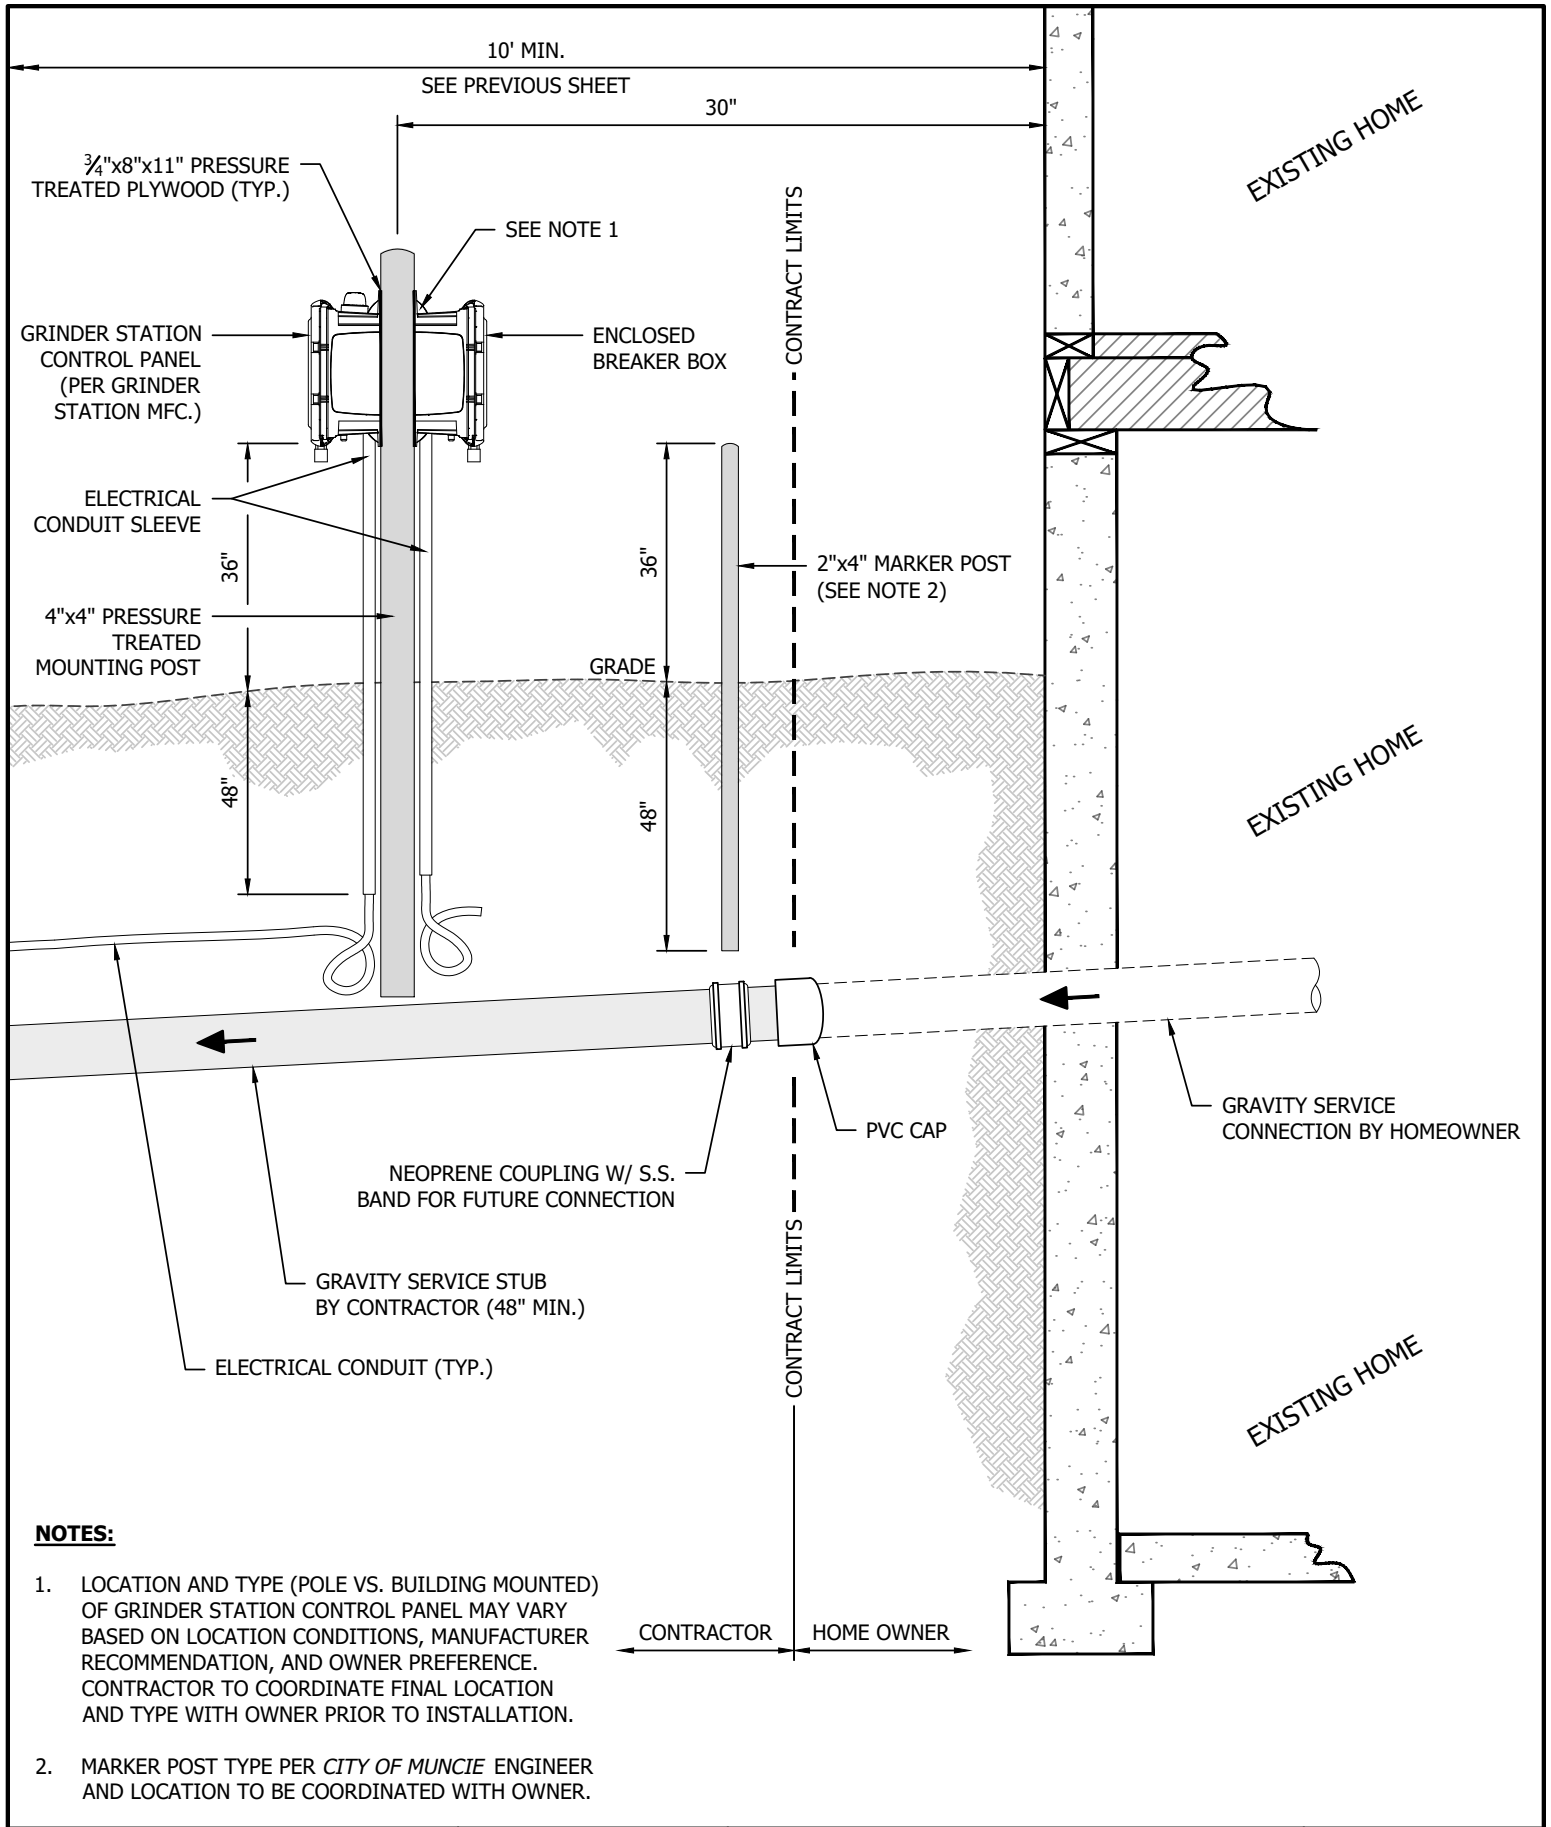 10' MIN.
SEE PREVIOUS SHEET
30"
¾"x8"x11" PRESSURE
TREATED PLYWOOD (TYP.)
SEE NOTE 1
CONTRACT LIMITS
EXISTING HOME
GRINDER STATION
CONTROL PANEL
(PER GRINDER
STATION MFC.)
ENCLOSED
BREAKER BOX
ELECTRICAL
CONDUIT SLEEVE
36"
36"
2"x4" MARKER POST
(SEE NOTE 2)
4"x4" PRESSURE
TREATED
MOUNTING POST
GRADE
48"
48"
EXISTING HOME
GRAVITY SERVICE
CONNECTION BY HOMEOWNER
PVC CAP
NEOPRENE COUPLING W/ S.S.
BAND FOR FUTURE CONNECTION
GRAVITY SERVICE STUB
BY CONTRACTOR (48" MIN.)
CONTRACT LIMITS
ELECTRICAL CONDUIT (TYP.)
EXISTING HOME
NOTES:
1. LOCATION AND TYPE (POLE VS. BUILDING MOUNTED)
OF GRINDER STATION CONTROL PANEL MAY VARY
BASED ON LOCATION CONDITIONS, MANUFACTURER
RECOMMENDATION, AND OWNER PREFERENCE.
CONTRACTOR TO COORDINATE FINAL LOCATION
AND TYPE WITH OWNER PRIOR TO INSTALLATION.
CONTRACTOR HOME OWNER
2. MARKER POST TYPE PER CITY OF MUNCIE ENGINEER
AND LOCATION TO BE COORDINATED WITH OWNER.